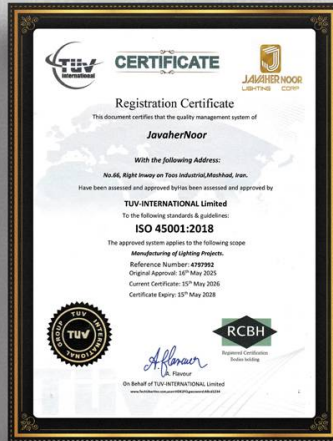 TÜV
International
CERTIFICATE
JAVAHER NOOR
LIGHTING CORP
Registration Certificate
This document certifies that the quality management system of
JavaherNoor
With the following Address:
No.66, Right Inway on Toos Industrial,Mashhad, Iran.
Have been assessed and approved byHas been assessed and approved by
TUV-INTERNATIONAL Limited
To the following standards & guidelines:
ISO 45001:2018
The approved system applies to the following scope
Manufacturing of Lighting Projects.
Reference Number: 4797992
Original Approval: 16th May 2025
Current Certificate: 15th May 2026
Certificate Expiry: 15th May 2028
TUV INTERNATIONAL GROUP
TUV
RCBH
Registered Certification
Bodies holding
A. Flavour
On Behalf of TUV-INTERNATIONAL Limited